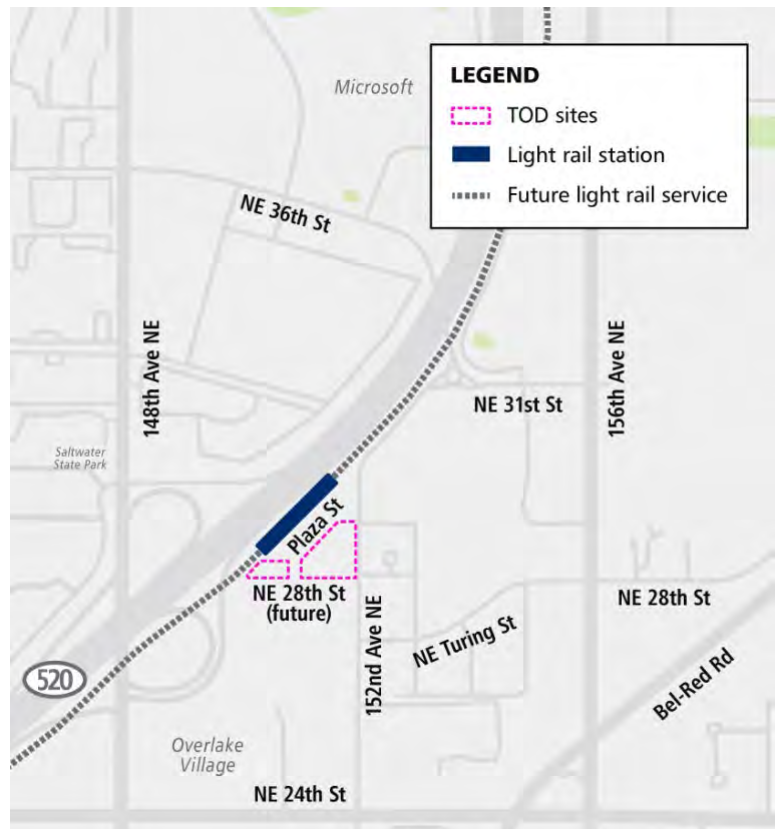 Microsoft
LEGEND
TOD sites
Light rail station
Future light rail service
NE 36th St
148th Ave NE
156th Ave NE
NE 31st St
Saltwater
State Park
Plaza St
NE 28th St
(future)
NE 28th St
152nd Ave NE
NE Turing St
520
Bel-Red Rd
Overlake
Village
NE 24th St